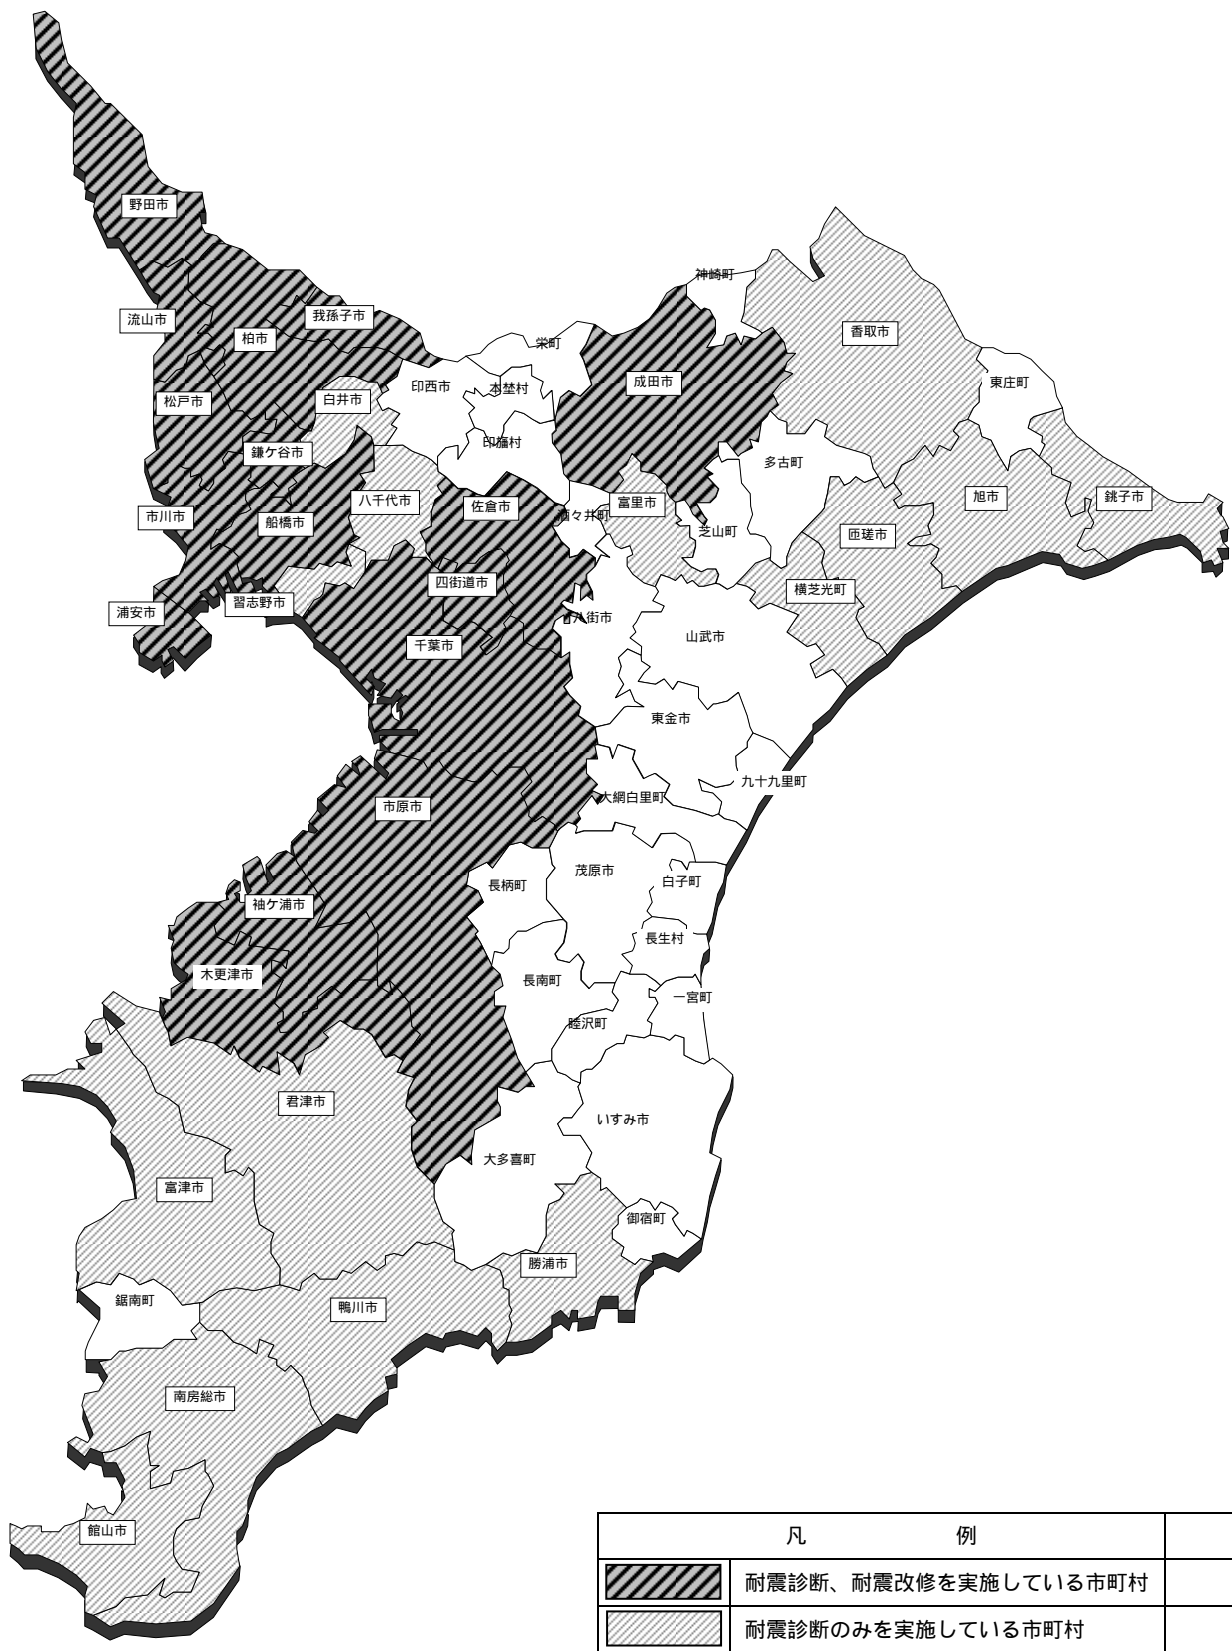 野田市
神崎町
流山市
我孫子市
柏市
香取市
栄町
東庄町
成田市
印西市
本埜村
白井市
松戸市
印旛村
鎌ケ谷市
多古町
八千代市
佐倉市
富里市
旭市
銚子市
市川市
船橋市
酒々井町
芝山町
匝瑳市
四街道市
横芝光町
習志野市
浦安市
八街市
千葉市
山武市
東金市
九十九里町
大網白里町
市原市
茂原市
白子町
長柄町
袖ケ浦市
長生村
木更津市
長南町
一宮町
睦沢町
君津市
いすみ市
大多喜町
富津市
御宿町
勝浦市
鋸南町
鴨川市
南房総市
館山市
凡 例
耐震診断、耐震改修を実施している市町村
耐震診断のみを実施している市町村